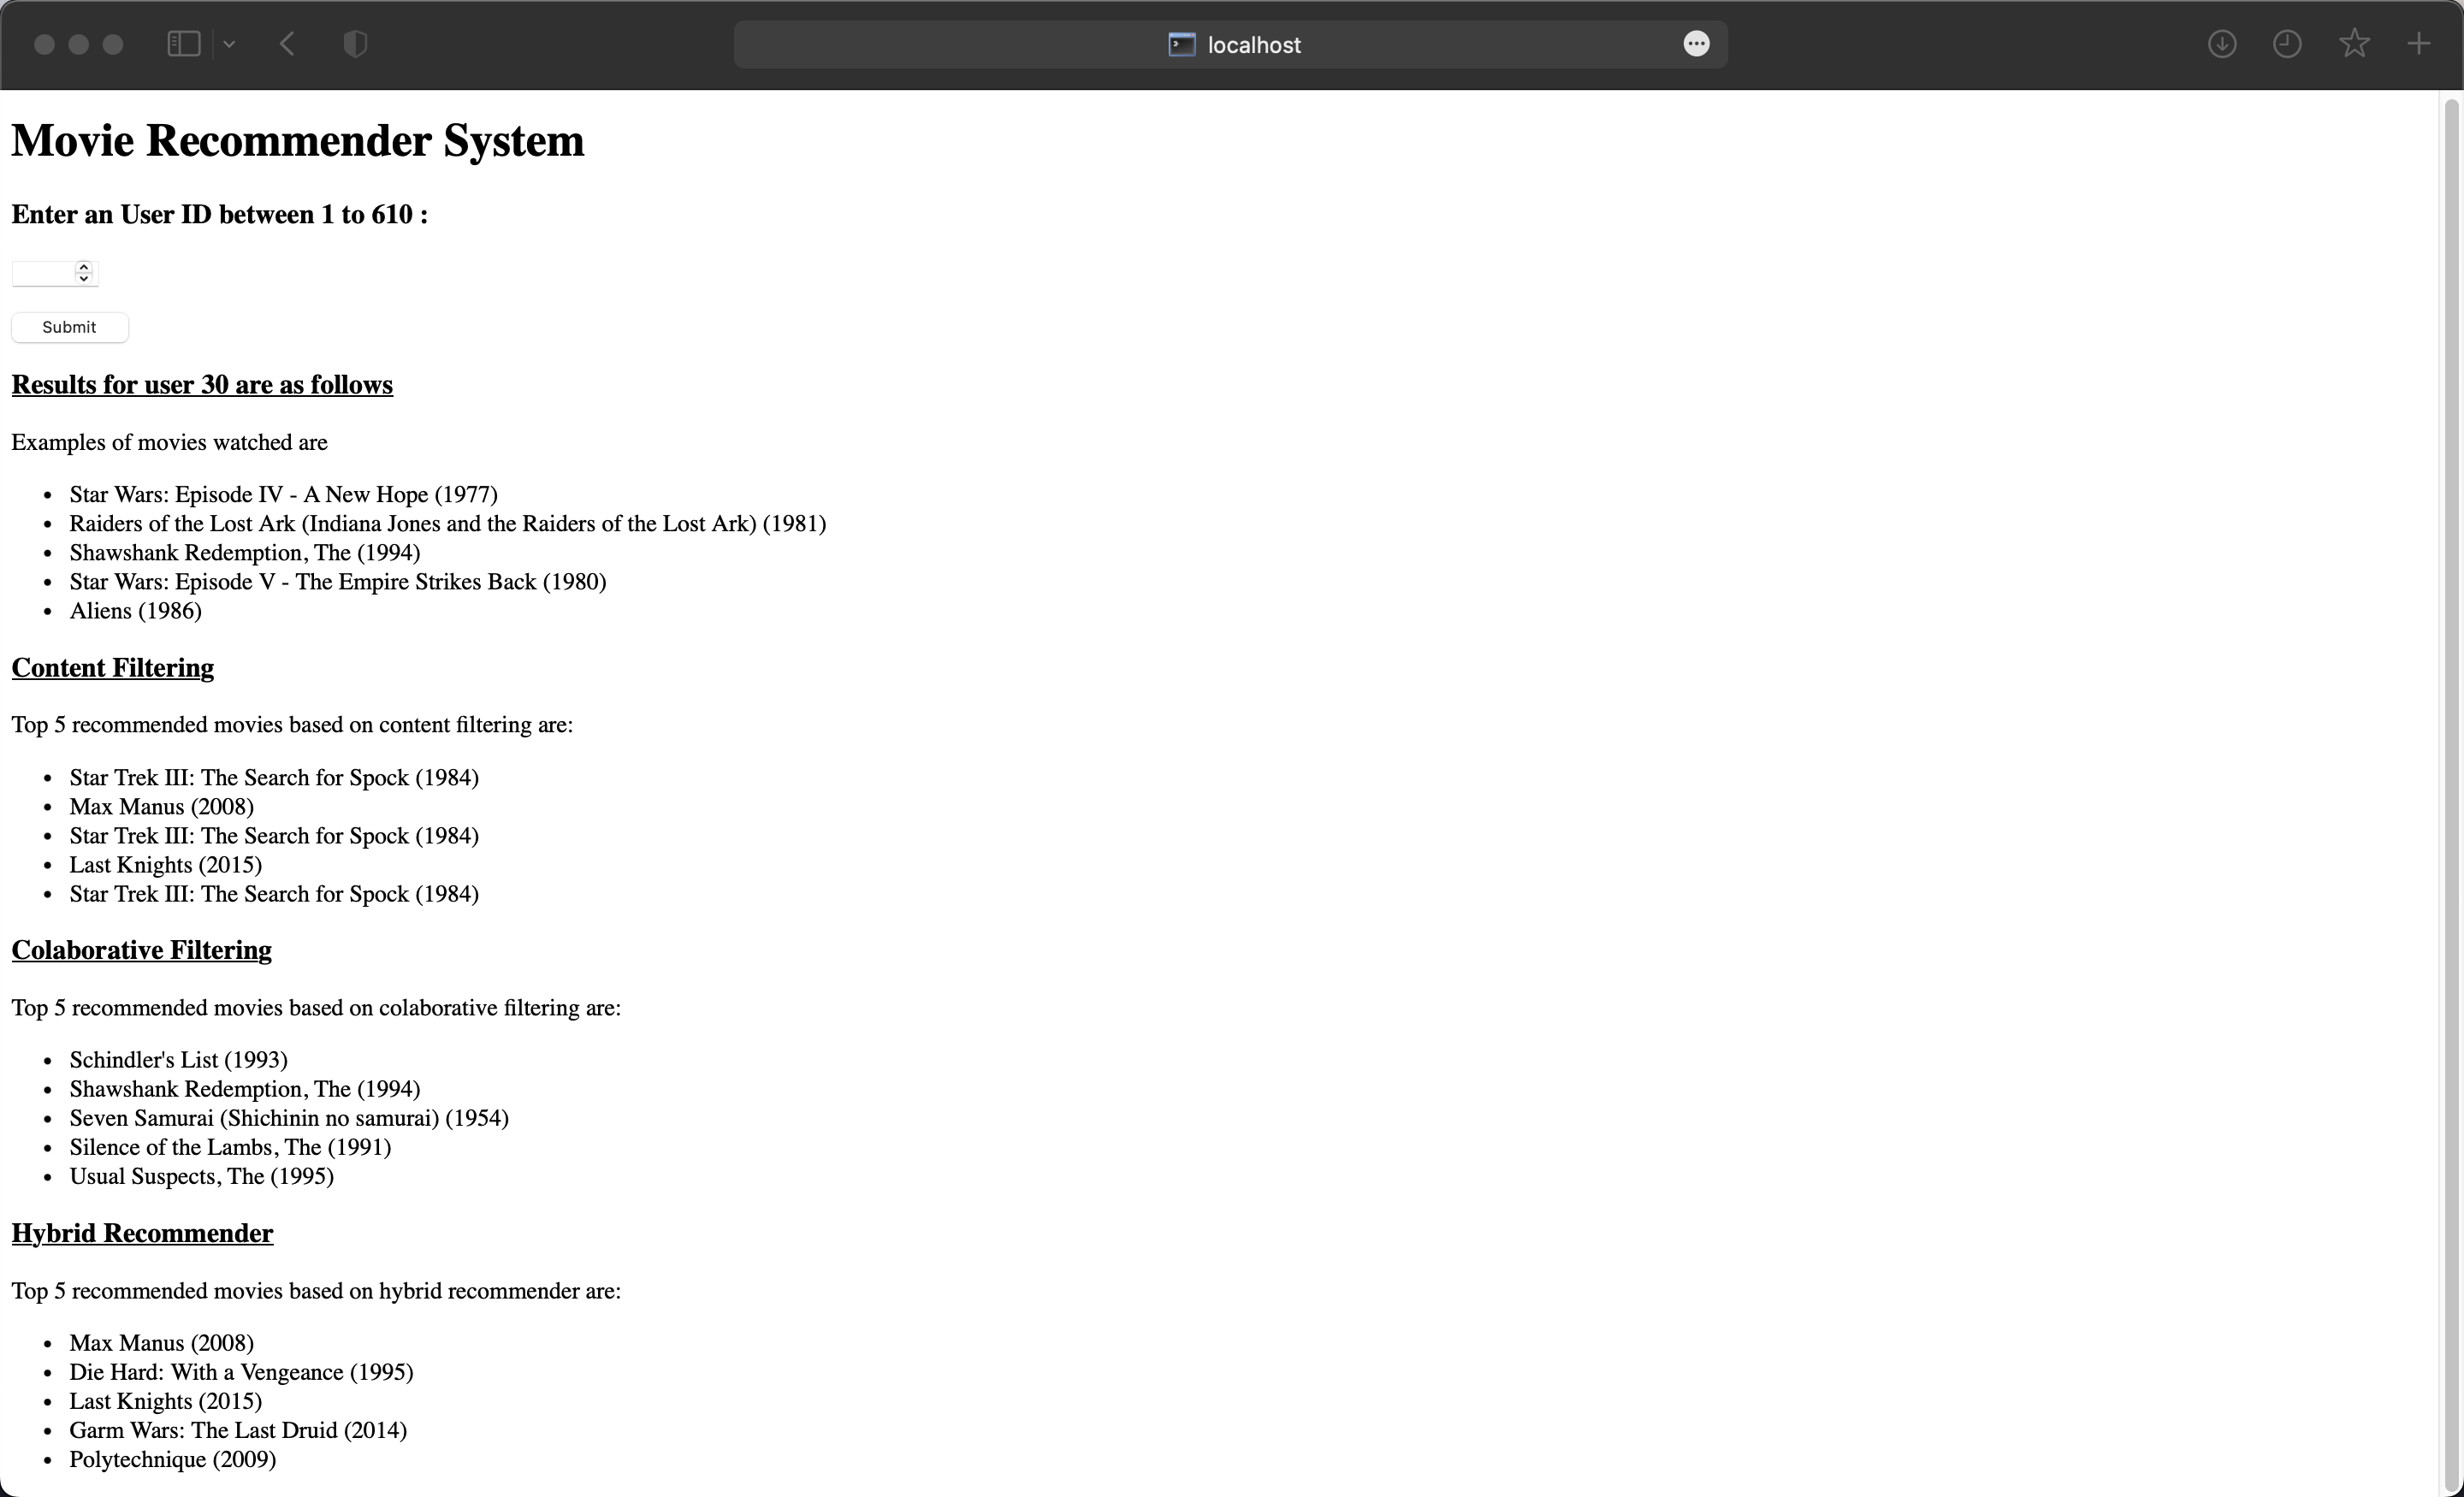 localhost
Movie Recommender System
Enter an User ID between 1 to 610 :
Submit
Results for user 30 are as follows
Examples of movies watched are
• Star Wars: Episode IV - A New Hope (1977)
• Raiders of the Lost Ark (Indiana Jones and the Raiders of the Lost Ark) (1981)
• Shawshank Redemption, The (1994)
• Star Wars: Episode V - The Empire Strikes Back (1980)
• Aliens (1986)
Content Filtering
Top 5 recommended movies based on content filtering are:
• Star Trek III: The Search for Spock (1984)
• Max Manus (2008)
• Star Trek III: The Search for Spock (1984)
• Last Knights (2015)
• Star Trek III: The Search for Spock (1984)
Colaborative Filtering
Top 5 recommended movies based on colaborative filtering are:
• Schindler's List (1993)
• Shawshank Redemption, The (1994)
• Seven Samurai (Shichinin no samurai) (1954)
• Silence of the Lambs, The (1991)
• Usual Suspects, The (1995)
Hybrid Recommender
Top 5 recommended movies based on hybrid recommender are:
• Max Manus (2008)
• Die Hard: With a Vengeance (1995)
• Last Knights (2015)
• Garm Wars: The Last Druid (2014)
• Polytechnique (2009)